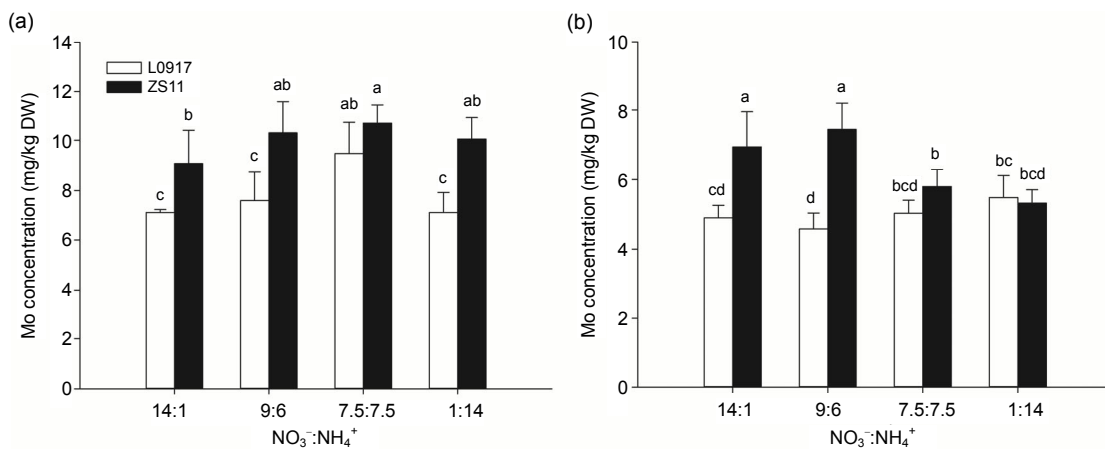 (a)
Mo concentration (mg/kg DW)
14
12
10
8
6
4
2
0
L0917
ZS11
c
b
c
ab
ab
a
c
ab
14:1
9:6
7.5:7.5
1:14
NO₃⁻:NH₄⁺
(b)
Mo concentration (mg/kg DW)
10
8
6
4
2
0
cd
a
d
a
bcd
b
bc
bcd
14:1
9:6
7.5:7.5
1:14
NO₃⁻:NH₄⁺